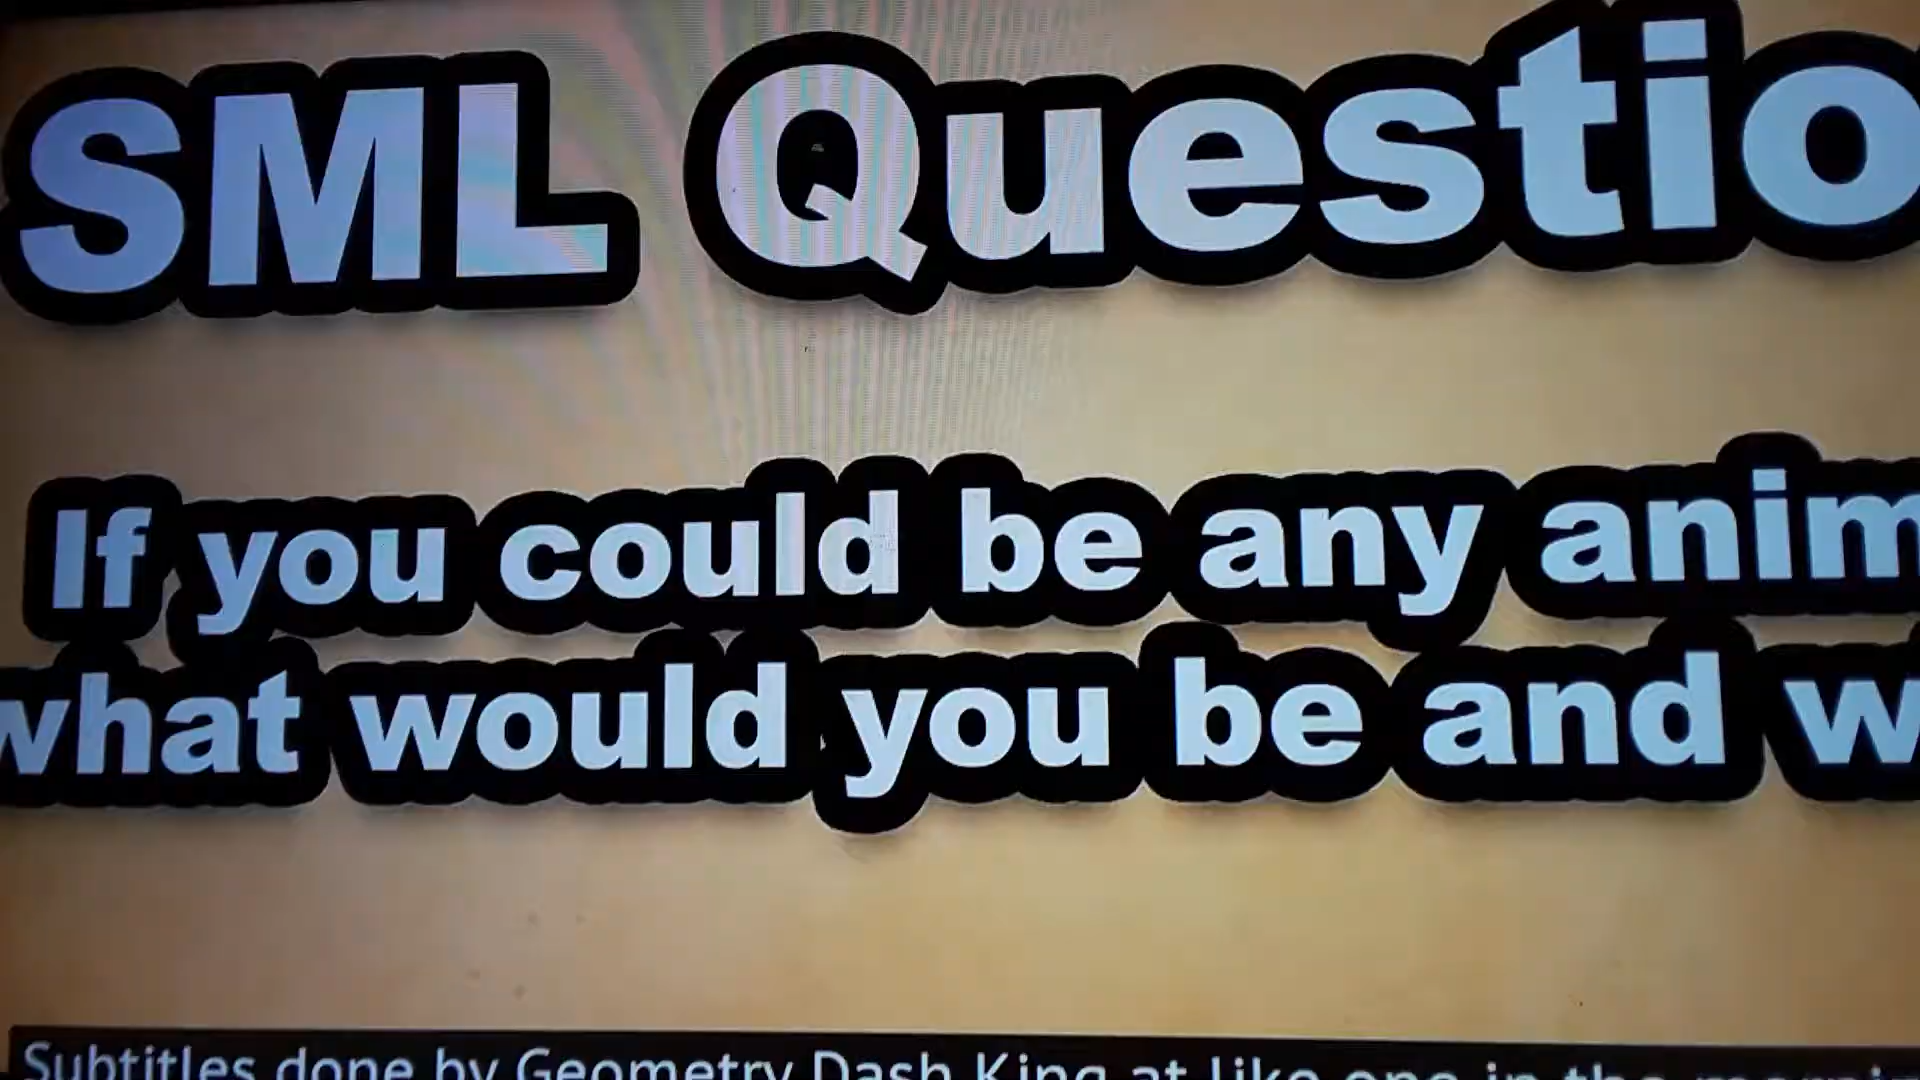 SML Questio
If you could be any anim
what would you be and w
Subtitles done by Geometry Dash King at like one in the mornin